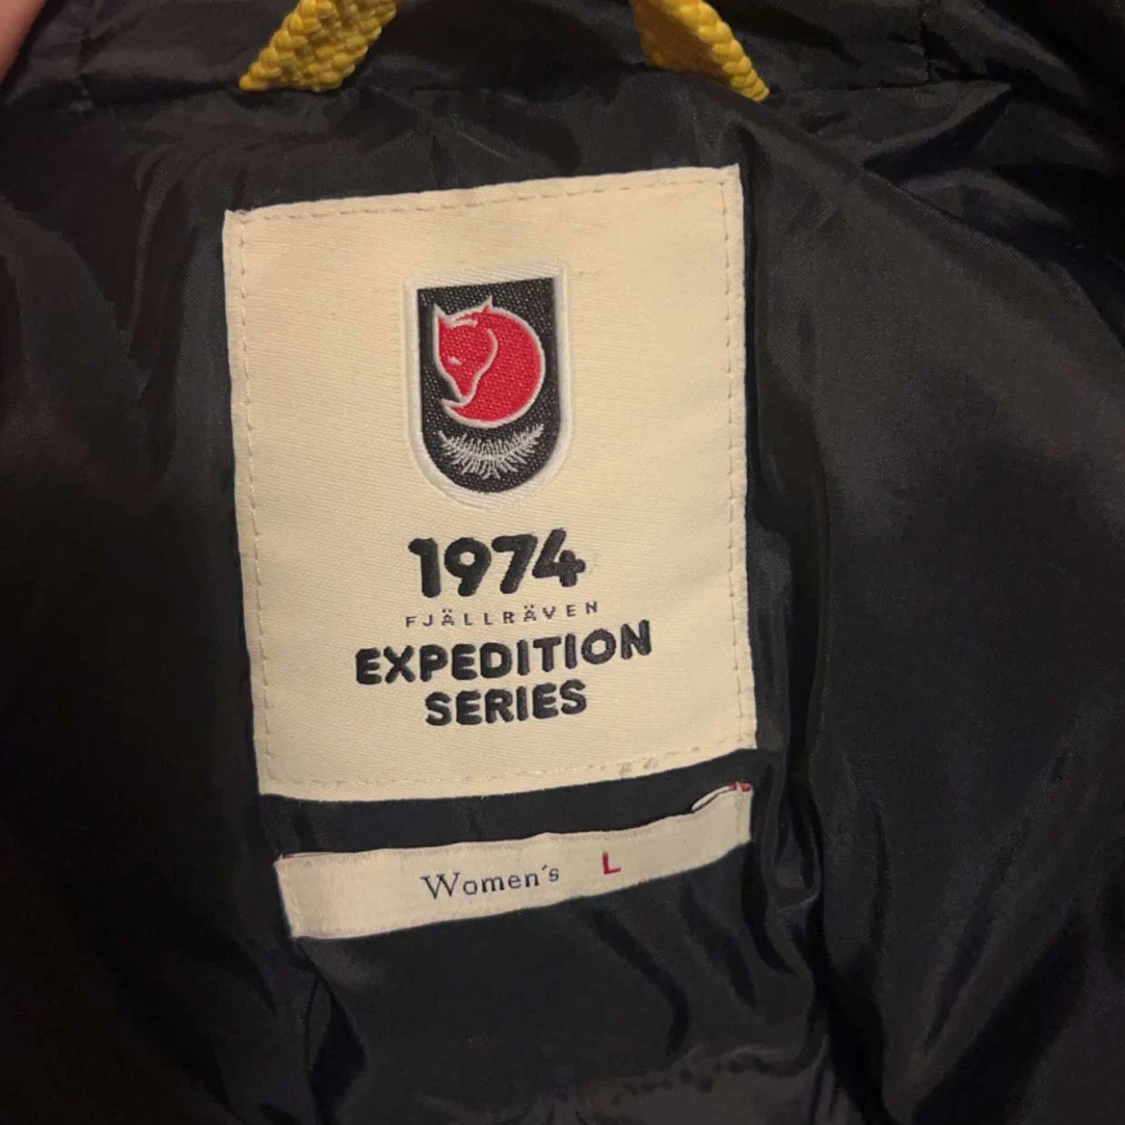 1974
FJÄLLRÄVEN
EXPEDITION
SERIES
Women's L